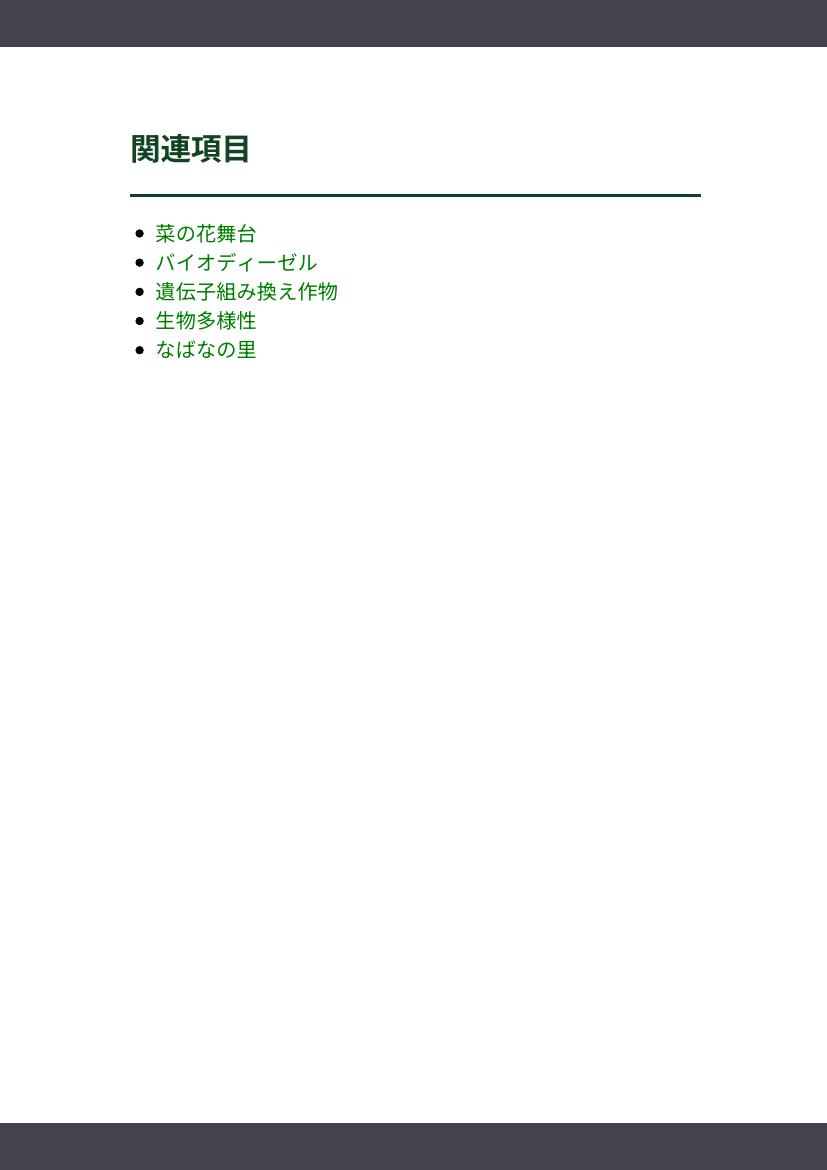 関連項目
菜の花舞台
バイオディーゼル
遺伝子組み換え作物
生物多様性
なばなの里